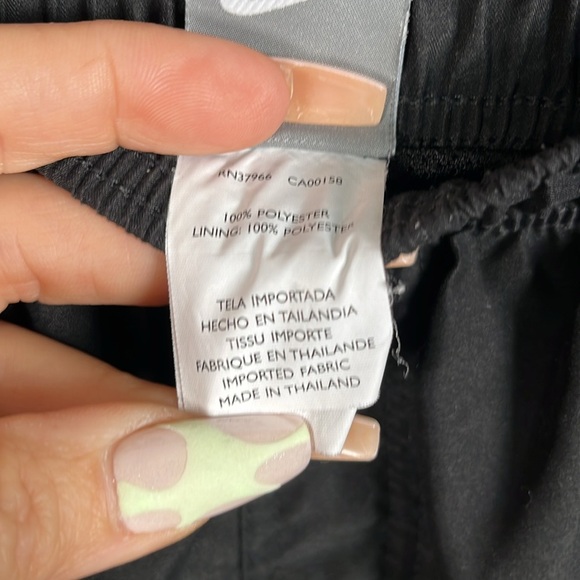 RN37966 CA00158
100% POLYESTER
LINING: 100% POLYESTER
TELA IMPORTADA
HECHO EN TAILANDIA
TISSU IMPORTE
FABRIQUE EN THAILANDE
IMPORTED FABRIC
MADE IN THAILAND